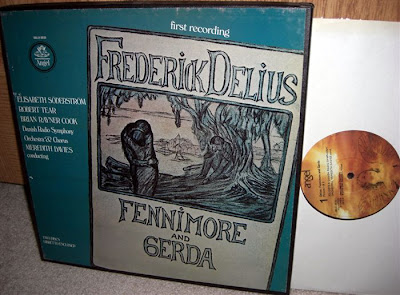 first recording
FREDERICK DELIUS
ELISABETH SÖDERSTRÖM
ROBERT TEAR
BRIAN RAYNER COOK
Danish Radio Symphony
Orchestra & Chorus
MEREDITH DAVIES
conducting
FENNIMORE
AND
GERDA
angel
1